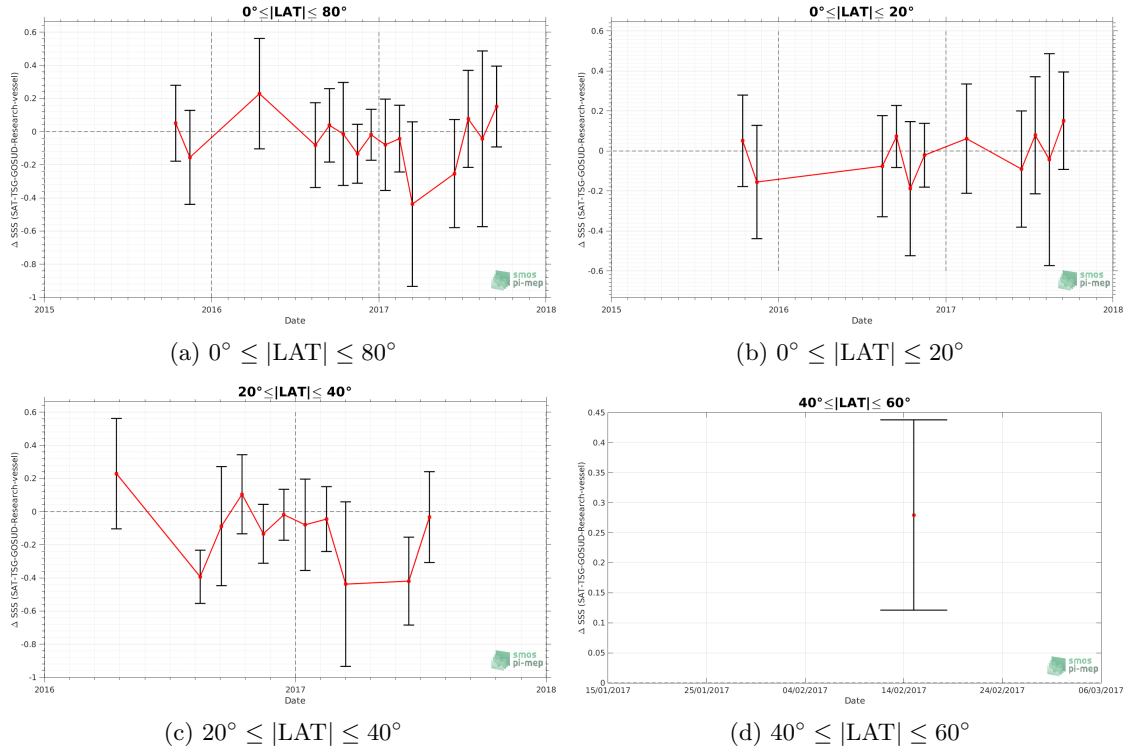 0°≤|LAT|≤ 80°
0.6
0.4
0.2
0
-0.2
-0.4
-0.6
-0.8
-1
Δ SSS (SAT-TSG-GOSUD-Research-vessel)
2015
2016
2017
2018
Date
smos
pi-mep
(a) 0° ≤ |LAT| ≤ 80°
0°≤|LAT|≤ 20°
0.6
0.4
0.2
0
-0.2
-0.4
-0.6
Δ SSS (SAT-TSG-GOSUD-Research-vessel)
2015
2016
2017
2018
Date
smos
pi-mep
(b) 0° ≤ |LAT| ≤ 20°
20°≤|LAT|≤ 40°
0.6
0.4
0.2
0
-0.2
-0.4
-0.6
-0.8
-1
Δ SSS (SAT-TSG-GOSUD-Research-vessel)
2016
2017
2018
Date
smos
pi-mep
(c) 20° ≤ |LAT| ≤ 40°
40°≤|LAT|≤ 60°
0.45
0.4
0.35
0.3
0.25
0.2
0.15
0.1
0.05
0
Δ SSS (SAT-TSG-GOSUD-Research-vessel)
15/01/2017
25/01/2017
04/02/2017
14/02/2017
24/02/2017
06/03/2017
Date
smos
pi-mep
(d) 40° ≤ |LAT| ≤ 60°